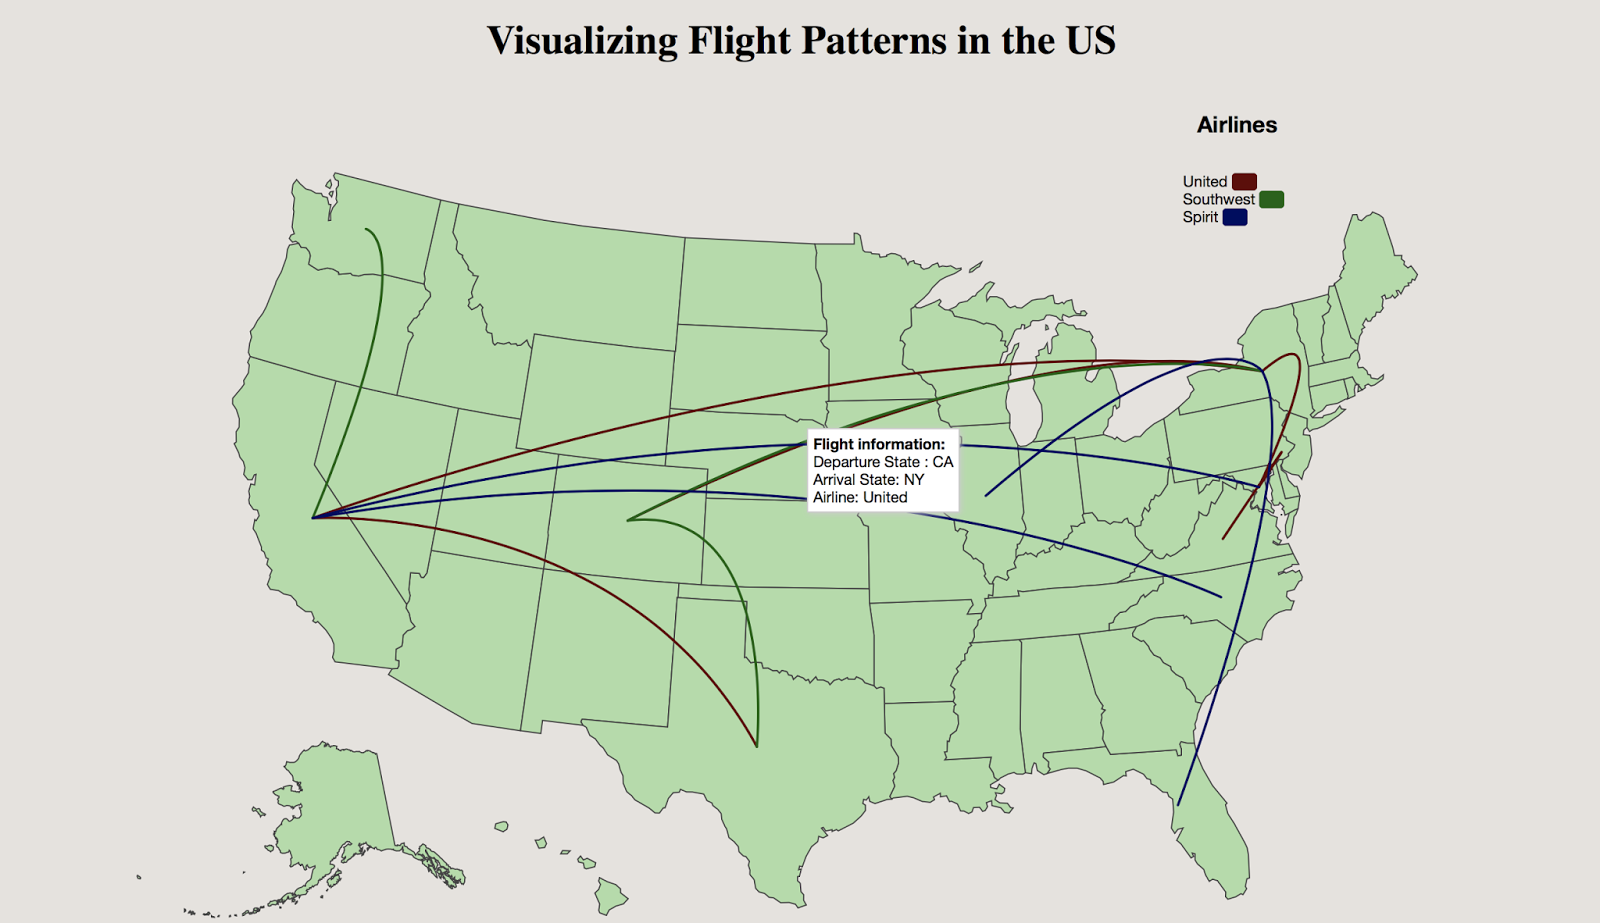 Visualizing Flight Patterns in the US
Airlines
United
Southwest
Spirit
Flight information:
Departure State : CA
Arrival State: NY
Airline: United